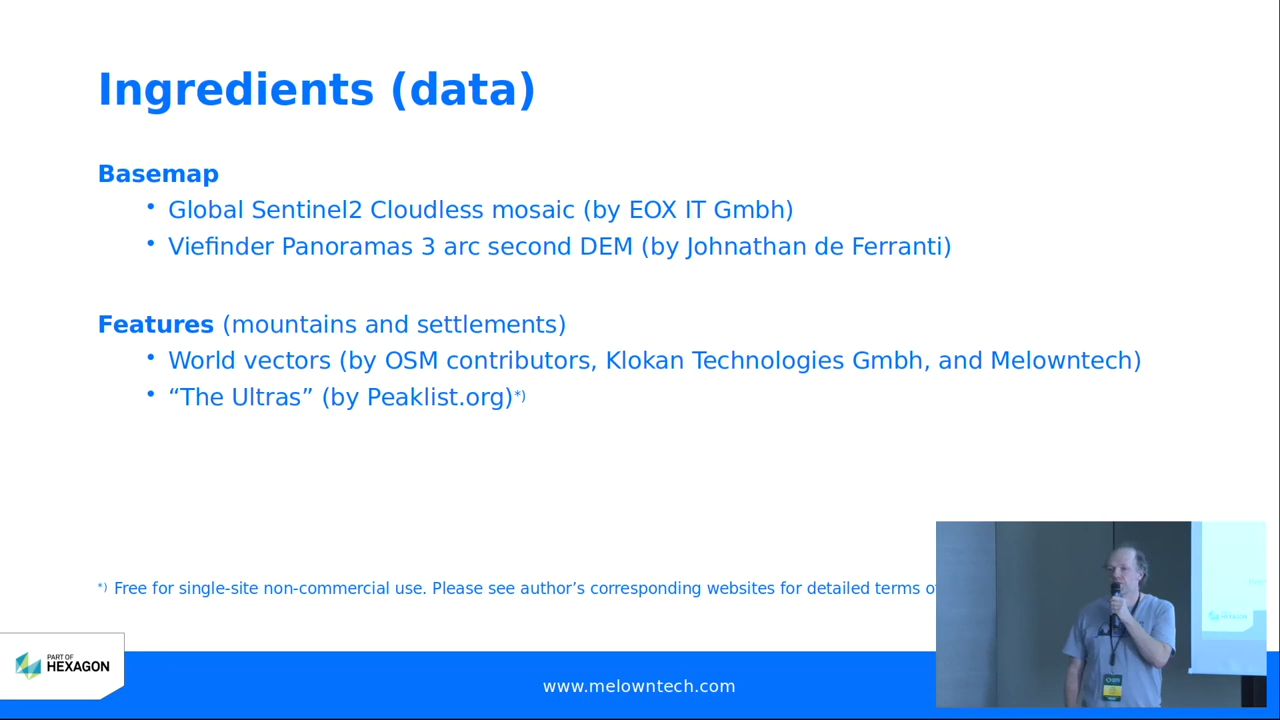 Ingredients (data)
Basemap
• Global Sentinel2 Cloudless mosaic (by EOX IT Gmbh)
• Viefinder Panoramas 3 arc second DEM (by Johnathan de Ferranti)
Features (mountains and settlements)
• World vectors (by OSM contributors, Klokan Technologies Gmbh, and Melowntech)
• “The Ultras” (by Peaklist.org)*)
*) Free for single-site non-commercial use. Please see author’s corresponding websites for detailed terms
PART OF
HEXAGON
www.melowntech.com
HEXAGON